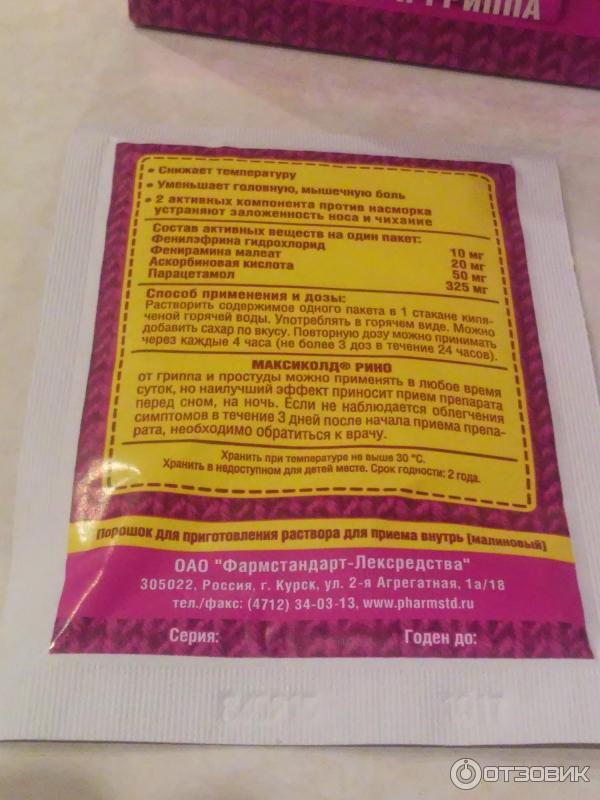 ГРИППА
• Снижает температуру
• Уменьшает головную, мышечную боль
• 2 активных компонента против насморка
устраняют заложенность носа и чихание
Состав активных веществ на один пакет:
Фенилэфрина гидрохлорид 10 мг
Фенирамина малеат 20 мг
Аскорбиновая кислота 50 мг
Парацетамол 325 мг
Способ применения и дозы:
Растворить содержимое одного пакета в 1 стакане кипя-
ченой горячей воды. Употреблять в горячем виде. Можно
добавить сахар по вкусу. Повторную дозу можно принимать
через каждые 4 часа (не более 3 доз в течение 24 часов).
МАКСИКОЛД® РИНО
от гриппа и простуды можно применять в любое время
суток, но наилучший эффект приносит прием препарата
перед сном, на ночь. Если не наблюдается облегчения
симптомов в течение 3 дней после начала приема препа-
рата, необходимо обратиться к врачу.
Хранить при температуре не выше 30 °С.
Хранить в недоступном для детей месте. Срок годности: 2 года.
Порошок для приготовления раствора для приема внутрь [малиновый]
ОАО "Фармстандарт-Лексредства"
305022, Россия, г. Курск, ул. 2-я Агрегатная, 1а/18
тел./факс: (4712) 34-03-13, www.pharmstd.ru
Серия: Годен до:
ОТЗОВИК